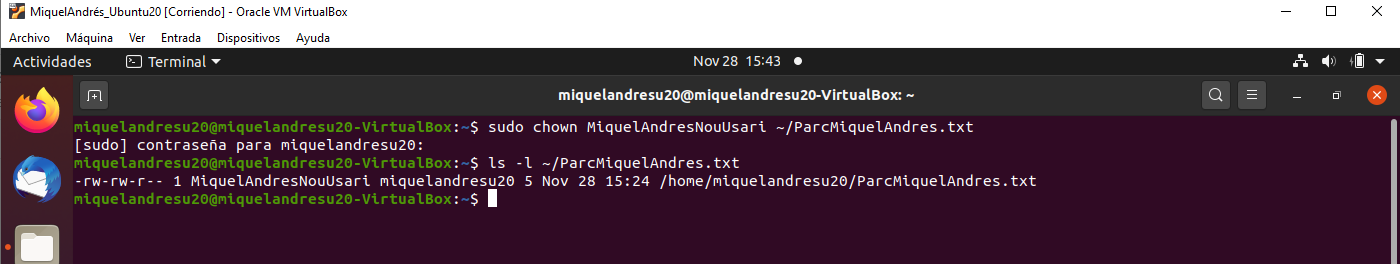 MiquelAndrés_Ubuntu20 [Corriendo] - Oracle VM VirtualBox
Archivo Máquina Ver Entrada Dispositivos Ayuda
Actividades Terminal Nov 28 15:43
miquelandresu20@miquelandresu20-VirtualBox: ~
miquelandresu20@miquelandresu20-VirtualBox:~$ sudo chown MiquelAndresNouUsari ~/ParcMiquelAndres.txt
[sudo] contraseña para miquelandresu20:
miquelandresu20@miquelandresu20-VirtualBox:~$ ls -l ~/ParcMiquelAndres.txt
-rw-rw-r-- 1 MiquelAndresNouUsari miquelandresu20 5 Nov 28 15:24 /home/miquelandresu20/ParcMiquelAndres.txt
miquelandresu20@miquelandresu20-VirtualBox:~$